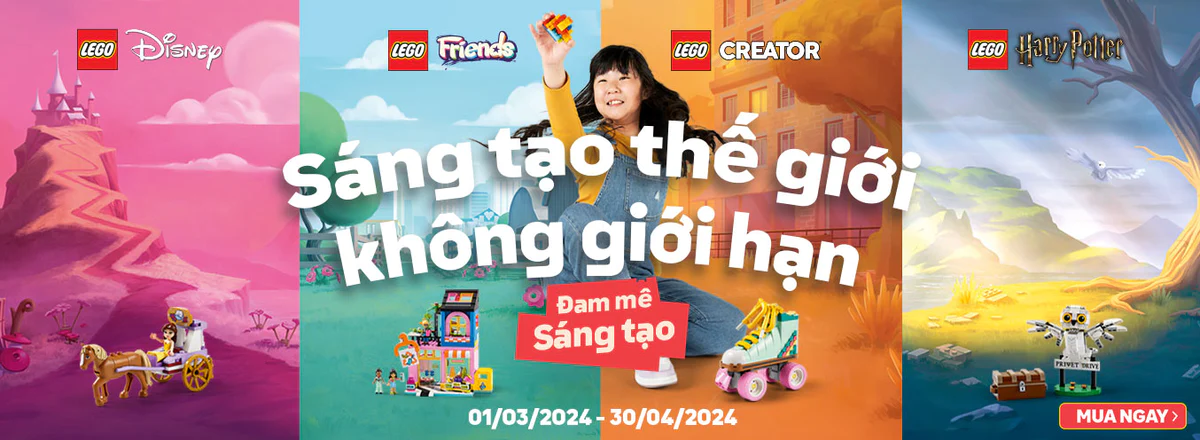 LEGO Disney
LEGO Friends
LEGO CREATOR
LEGO Harry Potter
Sáng tạo thế giới
không giới hạn
Đam mê
Sáng tạo
PRIVET DRIVE
01/03/2024 - 30/04/2024
MUA NGAY